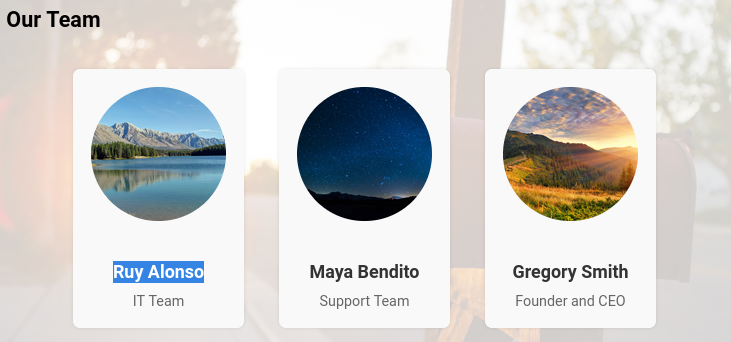 Our Team
Ruy Alonso
IT Team
Maya Bendito
Support Team
Gregory Smith
Founder and CEO